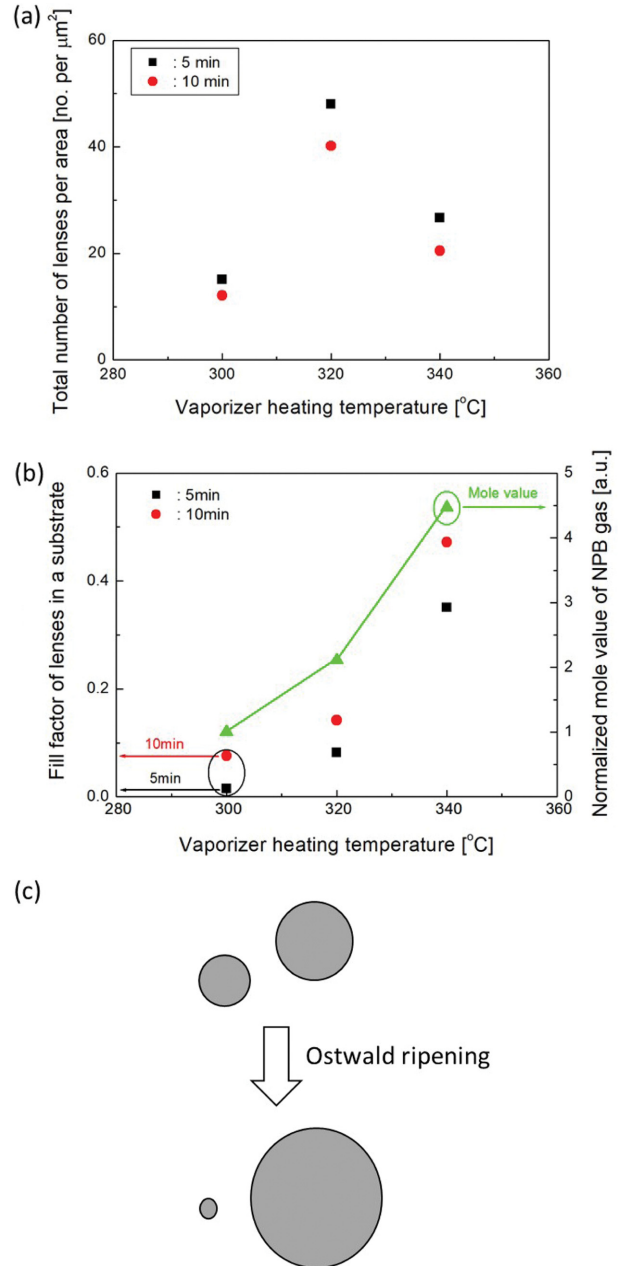 (a)
Total number of lenses per area [no. per μm²]
60
40
20
0
: 5 min
: 10 min
280
300
320
340
360
Vaporizer heating temperature [°C]
(b)
Fill factor of lenses in a substrate
0.6
0.4
0.2
0.0
: 5min
: 10min
Mole value
10min
5min
5
4
3
2
1
0
Normalized mole value of NPB gas [a.u.]
280
300
320
340
360
Vaporizer heating temperature [°C]
(c)
Ostwald ripening